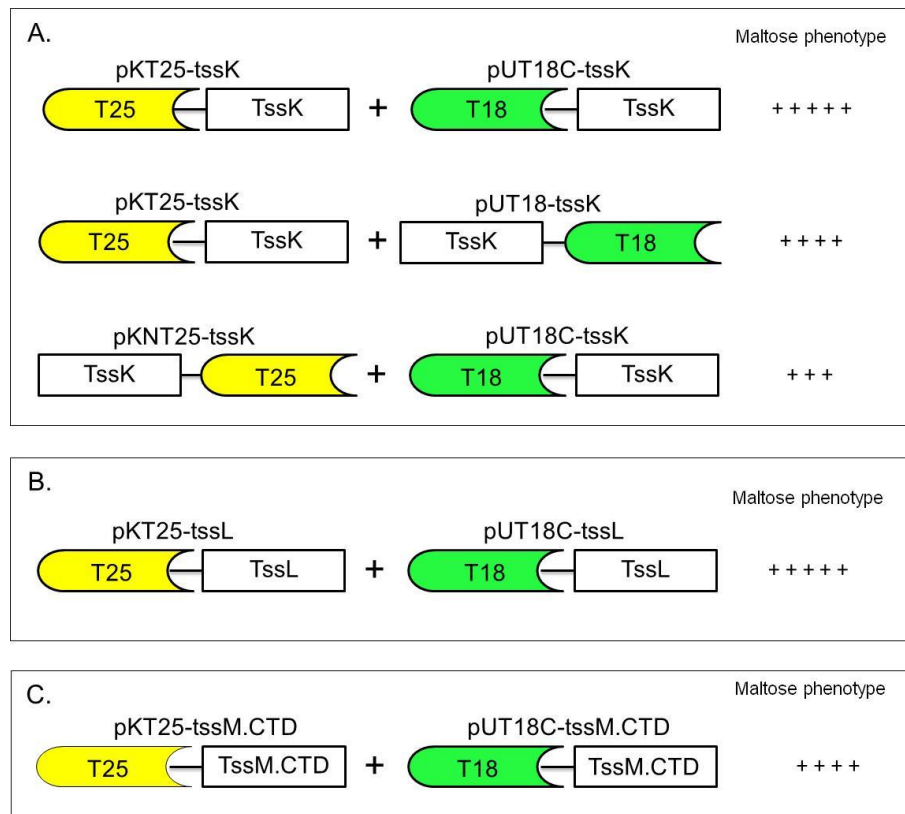 A.
Maltose phenotype
pKT25-tssK pUT18C-tssK
T25 TssK + T18 TssK + + + + +
pKT25-tssK pUT18-tssK
T25 TssK + TssK T18 + + + +
pKNT25-tssK pUT18C-tssK
TssK T25 + T18 TssK + + +
B.
Maltose phenotype
pKT25-tssL pUT18C-tssL
T25 TssL + T18 TssL + + + + +
C.
Maltose phenotype
pKT25-tssM.CTD pUT18C-tssM.CTD
T25 TssM.CTD + T18 TssM.CTD + + + +